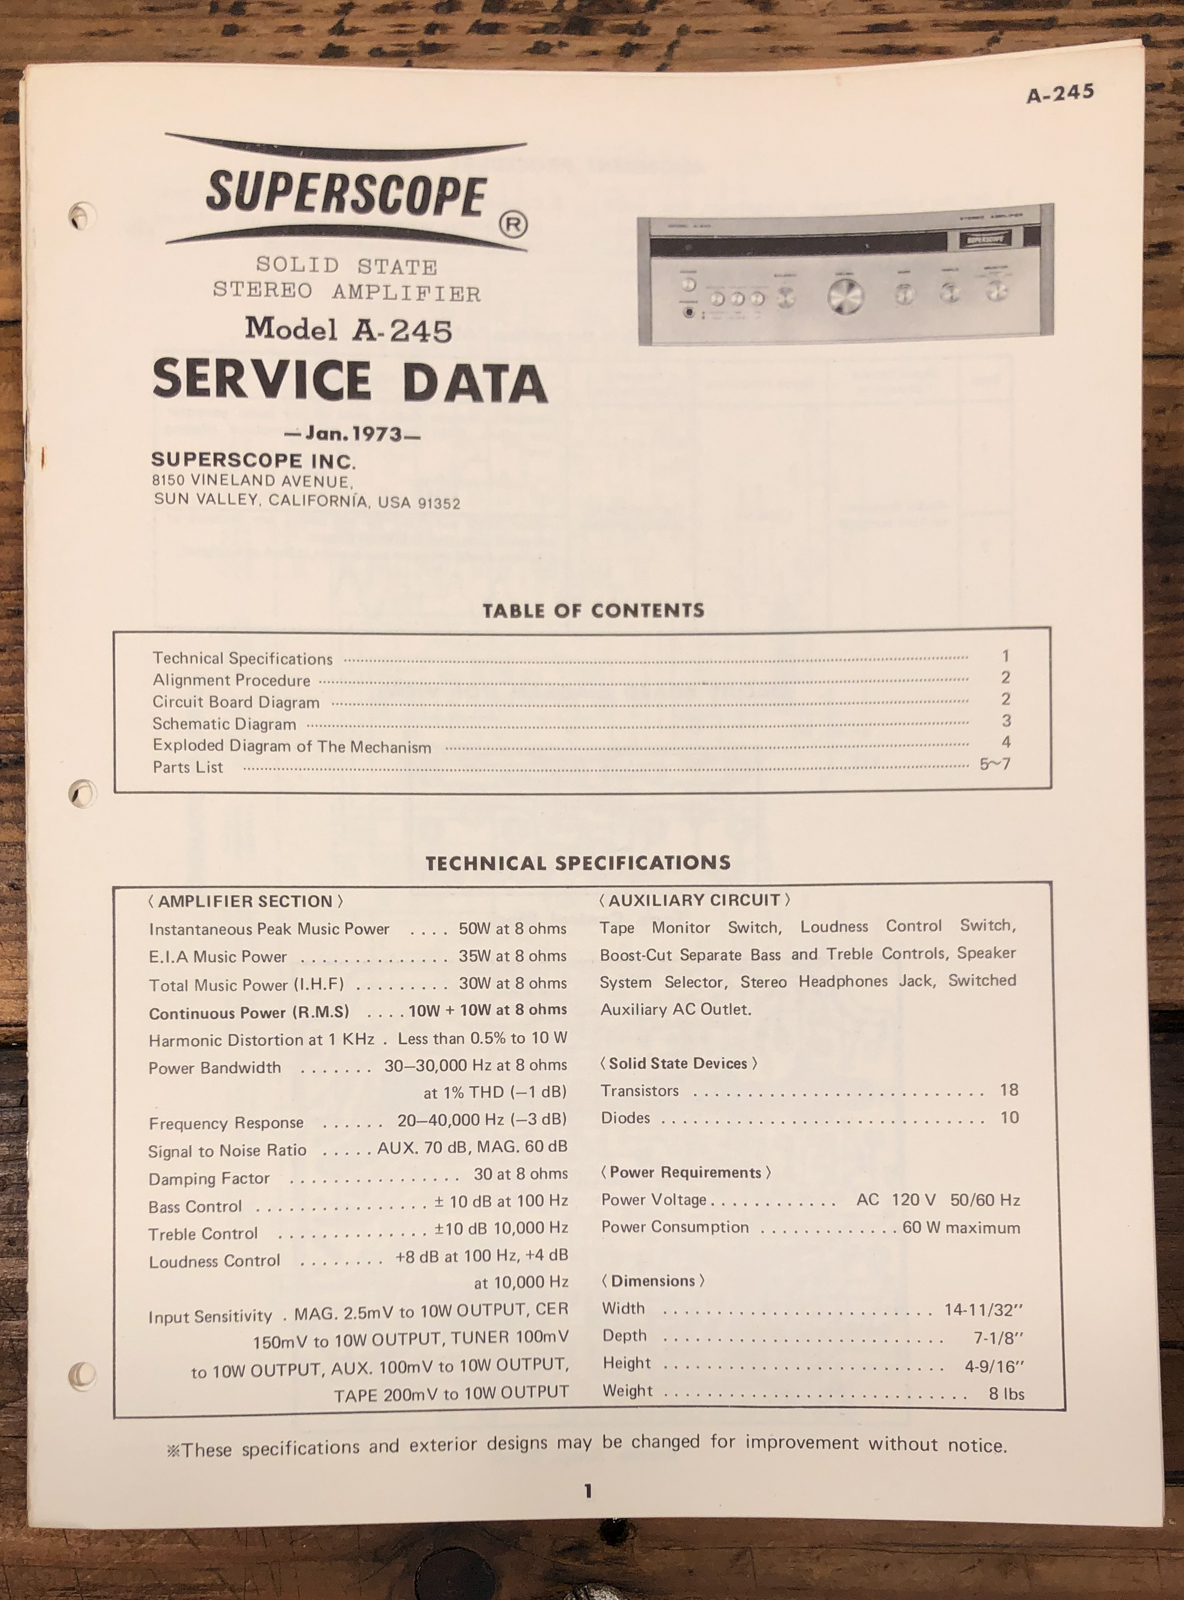 A-245
SUPERSCOPE ®
SOLID STATE
STEREO AMPLIFIER
Model A-245
SERVICE DATA
—Jan. 1973—
SUPERSCOPE INC.
8150 VINELAND AVENUE,
SUN VALLEY, CALIFORNIA, USA 91352
STEREO AMPLIFIER
SUPERSCOPE
TABLE OF CONTENTS
Technical Specifications 1
Alignment Procedure 2
Circuit Board Diagram 2
Schematic Diagram 3
Exploded Diagram of The Mechanism 4
Parts List 5~7
TECHNICAL SPECIFICATIONS
〈 AMPLIFIER SECTION 〉
Instantaneous Peak Music Power .... 50W at 8 ohms
E.I.A Music Power .............. 35W at 8 ohms
Total Music Power (I.H.F) ......... 30W at 8 ohms
Continuous Power (R.M.S) .... 10W + 10W at 8 ohms
Harmonic Distortion at 1 KHz . Less than 0.5% to 10 W
Power Bandwidth ....... 30—30,000 Hz at 8 ohms
at 1% THD (—1 dB)
Frequency Response ...... 20—40,000 Hz (—3 dB)
Signal to Noise Ratio ..... AUX. 70 dB, MAG. 60 dB
Damping Factor ................ 30 at 8 ohms
Bass Control ................ ± 10 dB at 100 Hz
Treble Control .............. ±10 dB 10,000 Hz
Loudness Control ........ +8 dB at 100 Hz, +4 dB
at 10,000 Hz
Input Sensitivity . MAG. 2.5mV to 10W OUTPUT, CER
150mV to 10W OUTPUT, TUNER 100mV
to 10W OUTPUT, AUX. 100mV to 10W OUTPUT,
TAPE 200mV to 10W OUTPUT
〈 AUXILIARY CIRCUIT 〉
Tape Monitor Switch, Loudness Control Switch,
Boost-Cut Separate Bass and Treble Controls, Speaker
System Selector, Stereo Headphones Jack, Switched
Auxiliary AC Outlet.
〈 Solid State Devices 〉
Transistors ........................... 18
Diodes .............................. 10
〈 Power Requirements 〉
Power Voltage............ AC 120 V 50/60 Hz
Power Consumption ............. 60 W maximum
〈 Dimensions 〉
Width ......................... 14-11/32″
Depth .......................... 7-1/8″
Height .......................... 4-9/16″
Weight ............................ 8 lbs
※These specifications and exterior designs may be changed for improvement without notice.
1